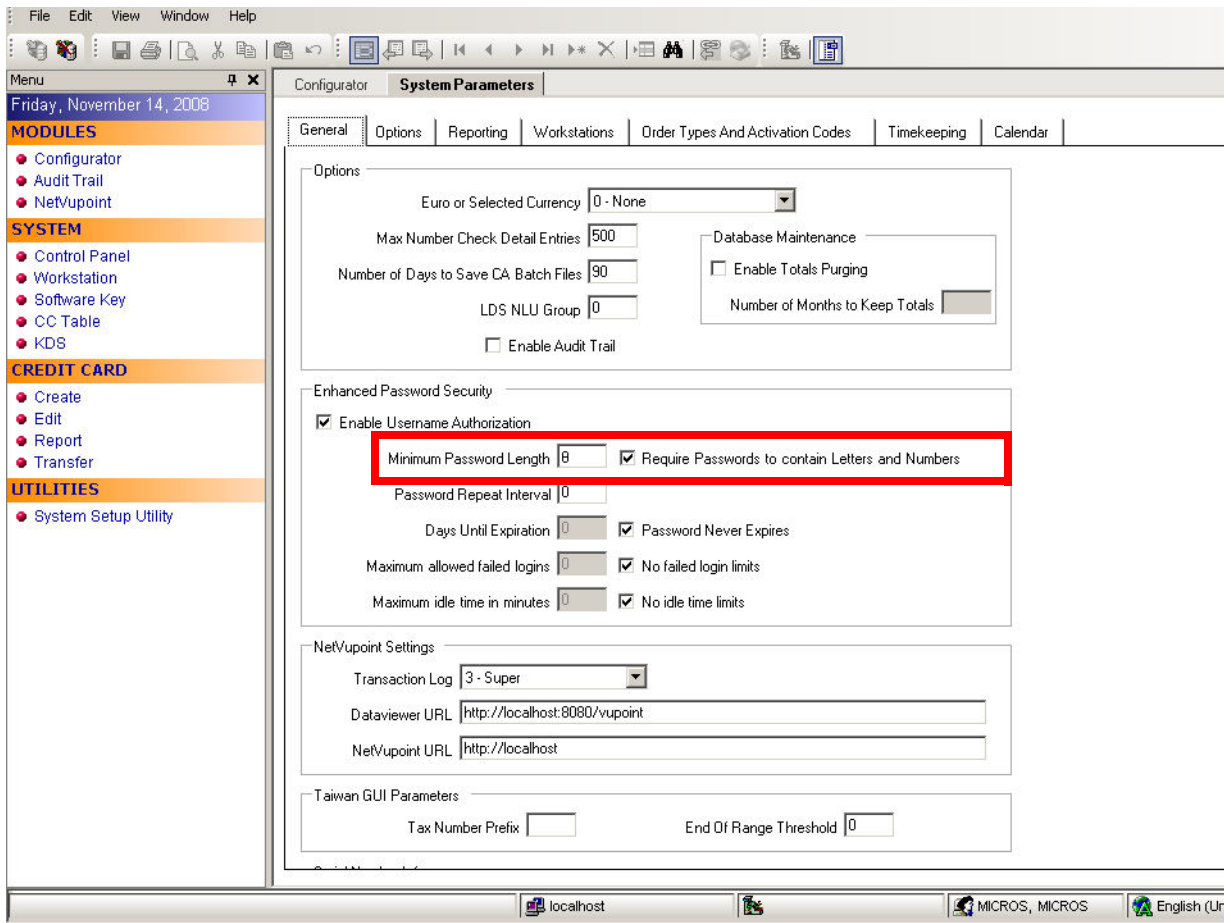 File Edit View Window Help
Menu
Configurator System Parameters
Friday, November 14, 2008
MODULES
Configurator
Audit Trail
NetVupoint
SYSTEM
Control Panel
Workstation
Software Key
CC Table
KDS
CREDIT CARD
Create
Edit
Report
Transfer
UTILITIES
System Setup Utility
General Options Reporting Workstations Order Types And Activation Codes Timekeeping Calendar
Options
Euro or Selected Currency 0 - None
Max Number Check Detail Entries 500
Number of Days to Save CA Batch Files 90
LDS NLU Group 0
Enable Audit Trail
Database Maintenance
Enable Totals Purging
Number of Months to Keep Totals
Enhanced Password Security
Enable Username Authorization
Minimum Password Length 8 Require Passwords to contain Letters and Numbers
Password Repeat Interval 0
Days Until Expiration 0 Password Never Expires
Maximum allowed failed logins 0 No failed login limits
Maximum idle time in minutes 0 No idle time limits
NetVupoint Settings
Transaction Log 3 - Super
Dataviewer URL http://localhost:8080/vupoint
NetVupoint URL http://localhost
Taiwan GUI Parameters
Tax Number Prefix End Of Range Threshold 0
localhost MICROS, MICROS English (Un